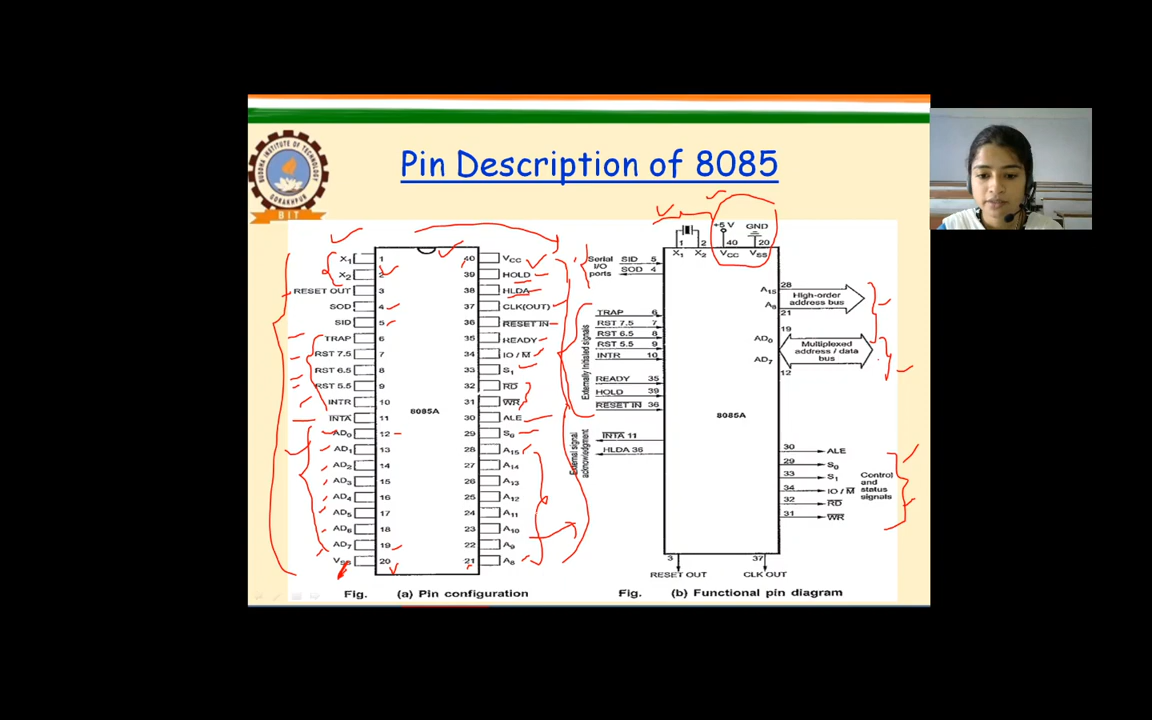 Pin Description of 8085
BUDDHA INSTITUTE OF TECHNOLOGY
GORAKHPUR
BIT
X1 1
X2 2
RESET OUT 3
SOD 4
SID 5
TRAP 6
RST 7.5 7
RST 6.5 8
RST 5.5 9
INTR 10
INTA 11
AD0 12
AD1 13
AD2 14
AD3 15
AD4 16
AD5 17
AD6 18
AD7 19
VSS 20
8085A
40 VCC
39 HOLD
38 HLDA
37 CLK(OUT)
36 RESET IN
35 READY
34 IO / M
33 S1
32 RD
31 WR
30 ALE
29 S0
28 A15
27 A14
26 A13
25 A12
24 A11
23 A10
22 A9
21 A8
Fig. (a) Pin configuration
+5 V GND
1 2 40 20
X1 X2 VCC VSS
Serial I/O ports
SID 5
SOD 4
Externally Initiated signals
TRAP 6
RST 7.5 7
RST 6.5 8
RST 5.5 9
INTR 10
READY 35
HOLD 39
RESET IN 36
External signal acknowledgment
INTA 11
HLDA 36
8085A
A15 28
High-order address bus
A8 21
19
AD0
Multiplexed address / data bus
AD7
12
30 ALE
29 S0
33 S1
34 IO / M
32 RD
31 WR
Control and status signals
3 37
RESET OUT CLK OUT
Fig. (b) Functional pin diagram